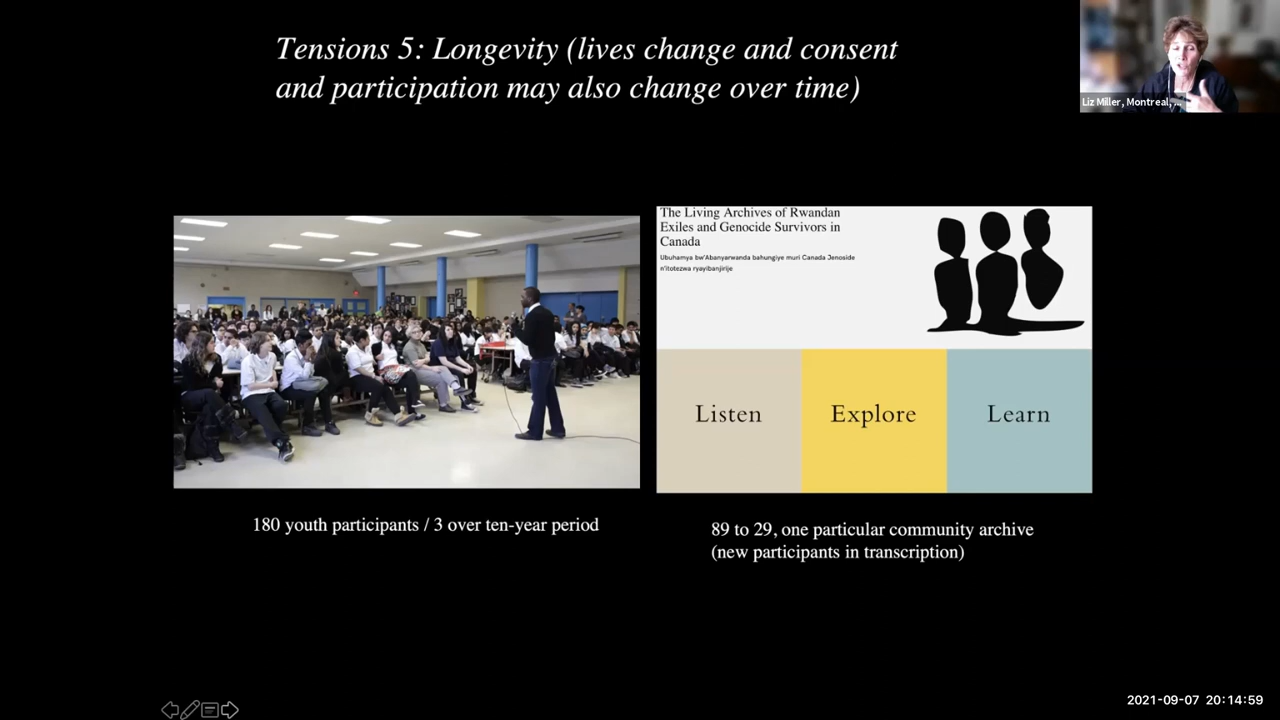 Tensions 5: Longevity (lives change and consent
and participation may also change over time)
Liz Miller, Montreal, ...
The Living Archives of Rwandan
Exiles and Genocide Survivors in
Canada
Ubuhamya bw'Abanyarwanda bahungiye muri Canada Jenoside
n'itotezwa ryayibanjirije
Listen
Explore
Learn
180 youth participants / 3 over ten-year period
89 to 29, one particular community archive
(new participants in transcription)
2021-09-07 20:14:59